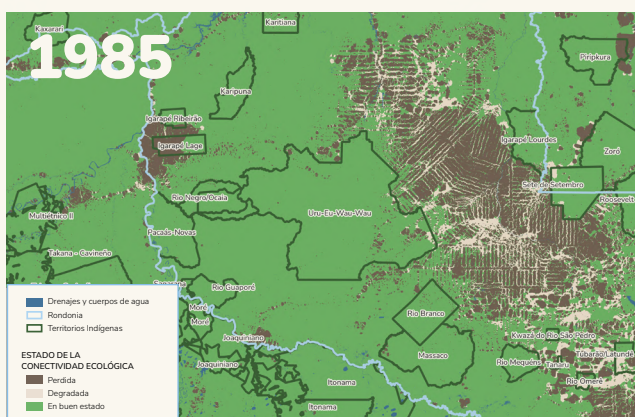 1985
Kaxarari
Karitiana
Piripkura
Karipuna
Igarapé Ribeirão
Igarapé Lage
Igarapé Lourdes
Zoró
Sete de Setembro
Roosevelt
Rio Negro/Ocaia
Uru-Eu-Wau-Wau
Multiétnico II
Pacaás-Novas
Takana - Cavineño
Sagarana
Rio Guaporé
Moré
Moré
Rio Branco
Joaquiniano
Joaquiniano
Massaco
Kwazá do Rio São Pedro
Rio Mequéns
Tanaru
Tubarão Latundê
Rio Omerê
Itonama
Itonama
Drenajes y cuerpos de agua
Rondonia
Territorios Indígenas
ESTADO DE LA
CONECTIVIDAD ECOLÓGICA
Perdida
Degradada
En buen estado